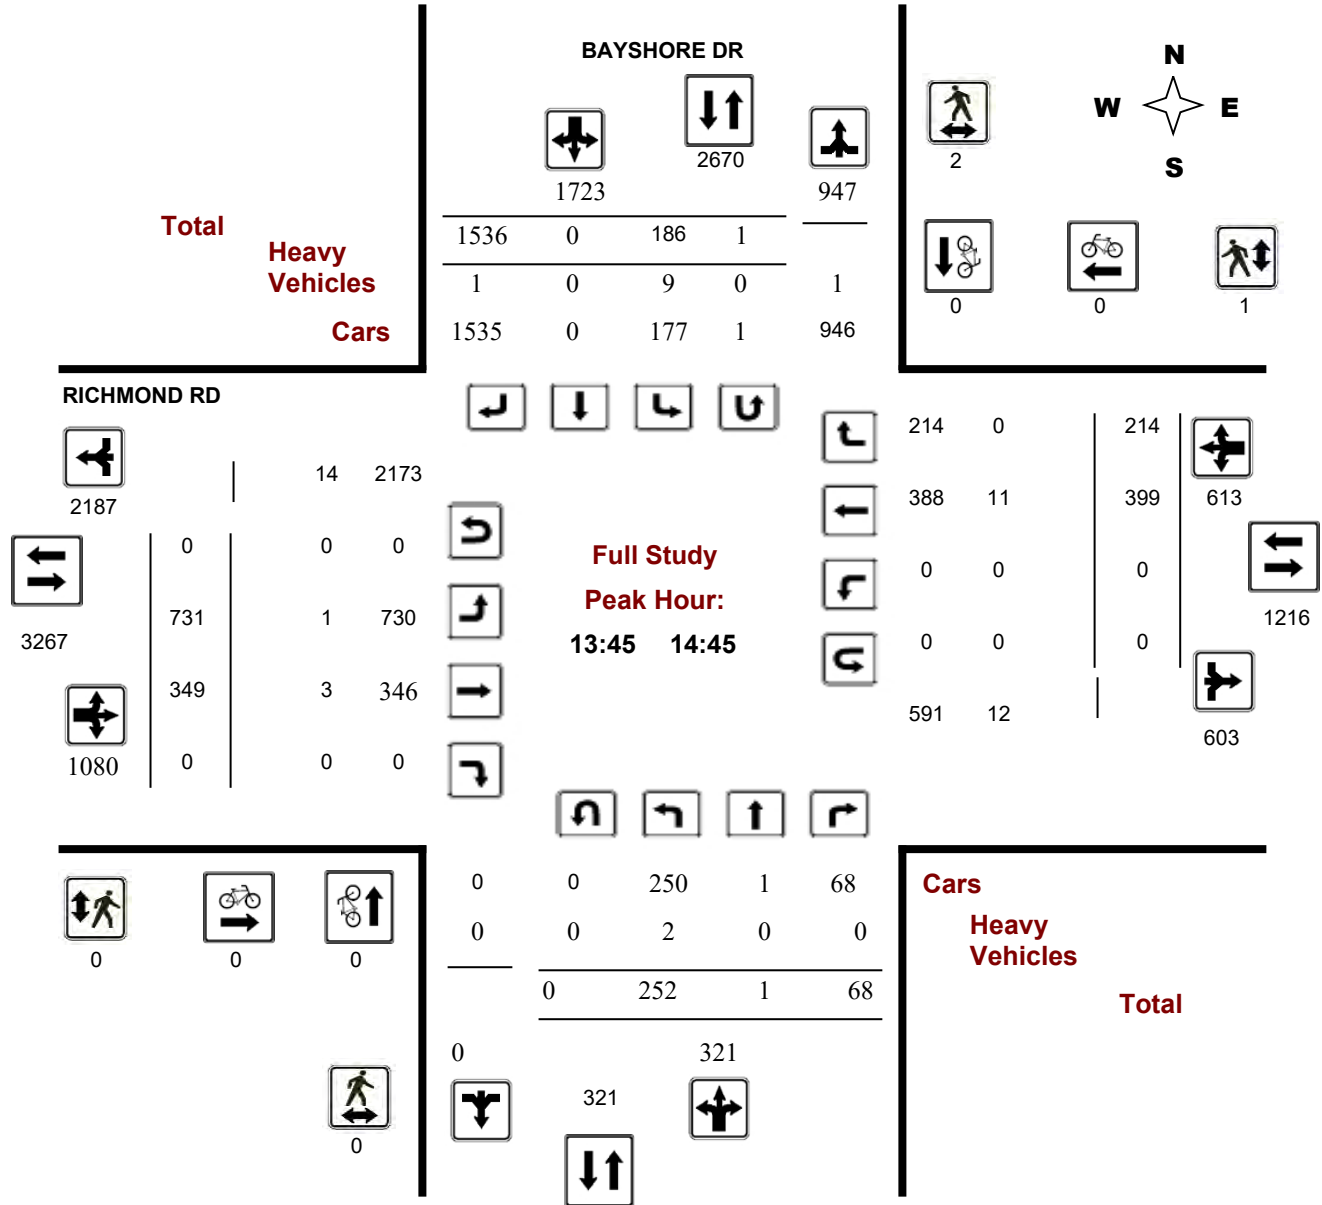 BAYSHORE DR
N
W E
S
2670
2
1723 947
Total
1536 0 186 1
Heavy
Vehicles
1 0 9 0 1
0 0 1
Cars
1535 0 177 1 946
RICHMOND RD
214 0 214
14 2173
2187
388 11 399 613
0 0 0
Full Study
0 0 0
Peak Hour:
731 1 730
1216
3267
13:45 14:45
0 0 0
349 3 346
591 12
603
1080 0 0 0
0 0 250 1 68
Cars
0 0 2 0 0
Heavy
Vehicles
0 0 0
0 252 1 68
Total
0 321
321
0